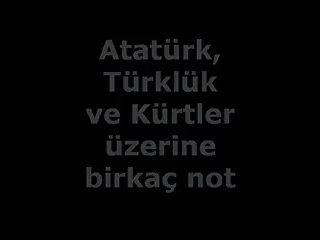 Atatürk,
Türklük
ve Kürtler
üzerine
birkaç not